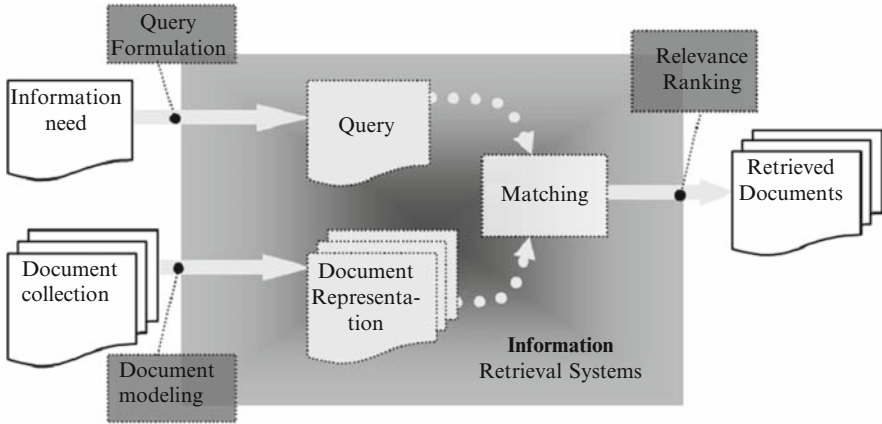 Query
Formulation
Relevance
Ranking
Information
need
Query
Matching
Retrieved
Documents
Document
collection
Document
Representa-
tion
Information
Retrieval Systems
Document
modeling